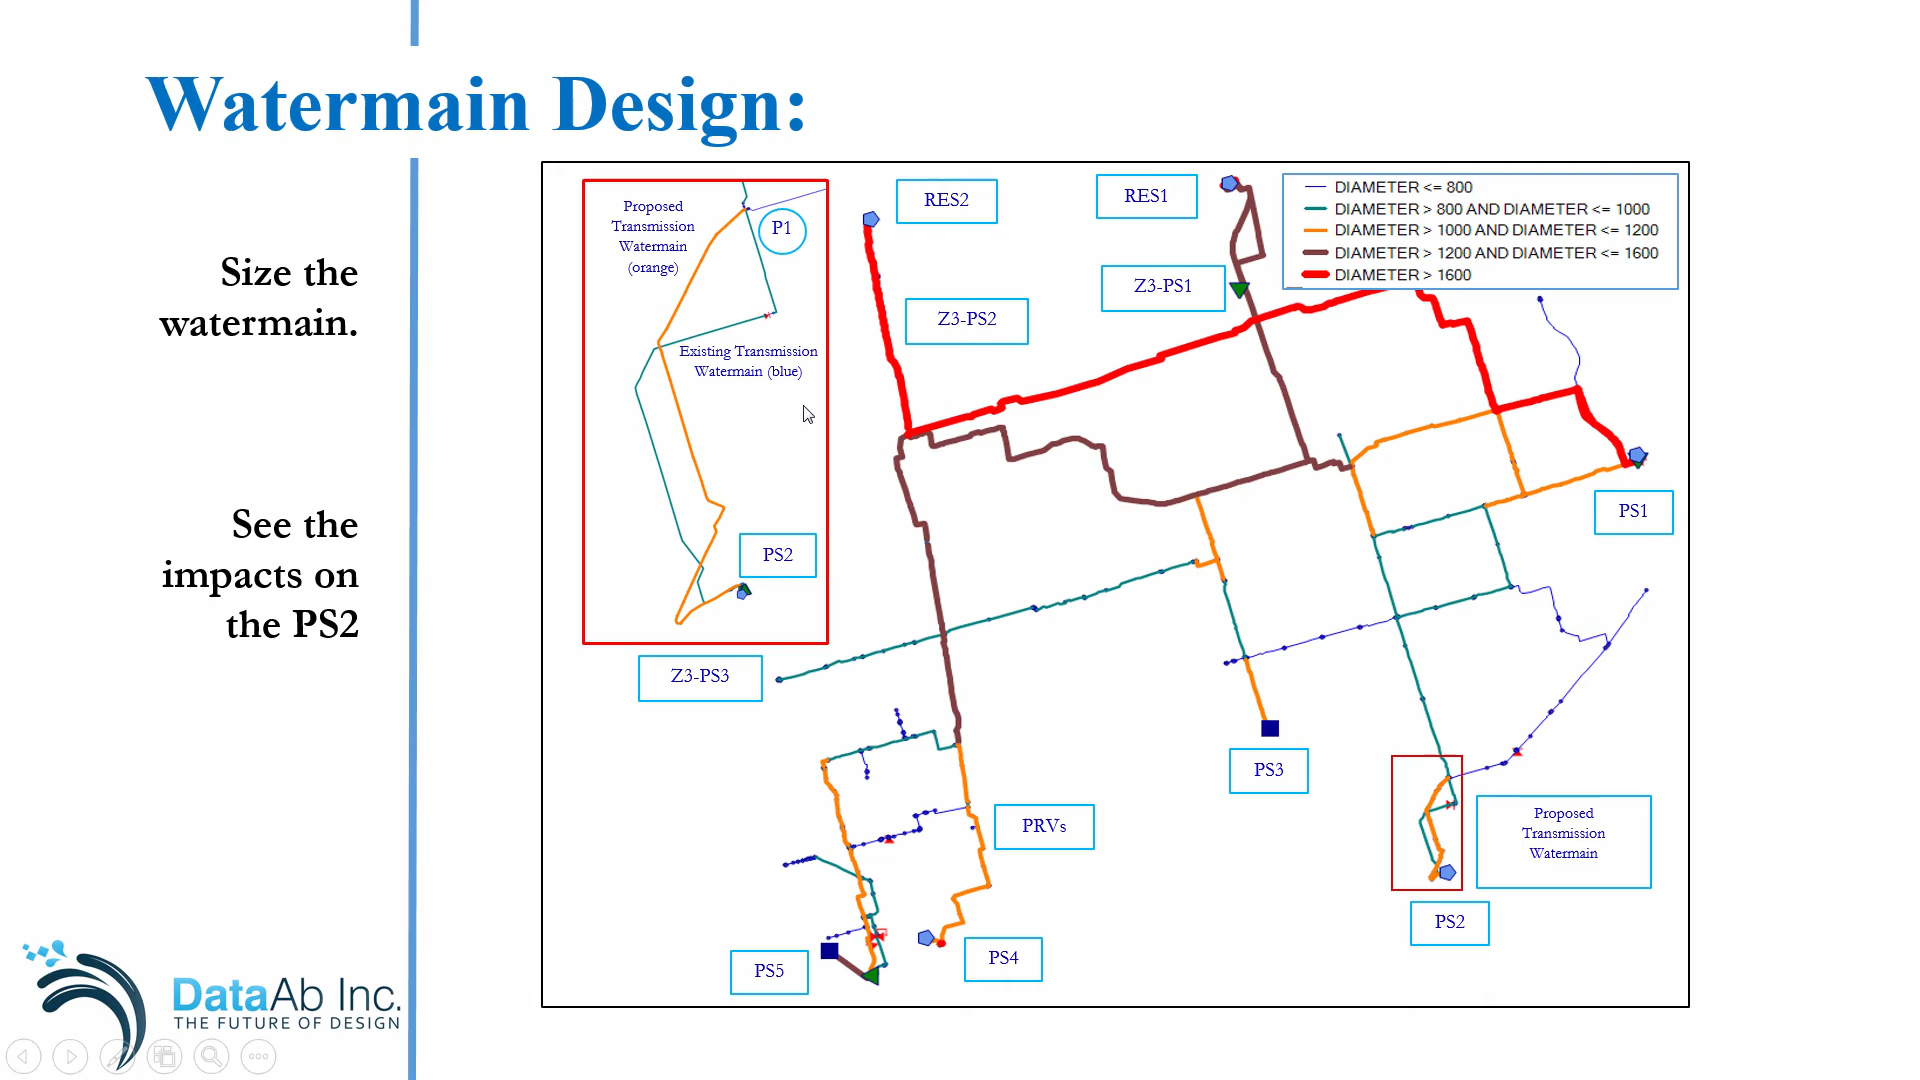 Watermain Design:
Size the
watermain.
See the
impacts on
the PS2
Proposed
Transmission
Watermain
(orange)
P1
Existing Transmission
Watermain (blue)
PS2
RES2
RES1
Z3-PS1
Z3-PS2
DIAMETER <= 800
DIAMETER > 800 AND DIAMETER <= 1000
DIAMETER > 1000 AND DIAMETER <= 1200
DIAMETER > 1200 AND DIAMETER <= 1600
DIAMETER > 1600
PS1
Z3-PS3
PS3
PRVs
Proposed
Transmission
Watermain
PS2
PS4
PS5
DataAb Inc.
THE FUTURE OF DESIGN